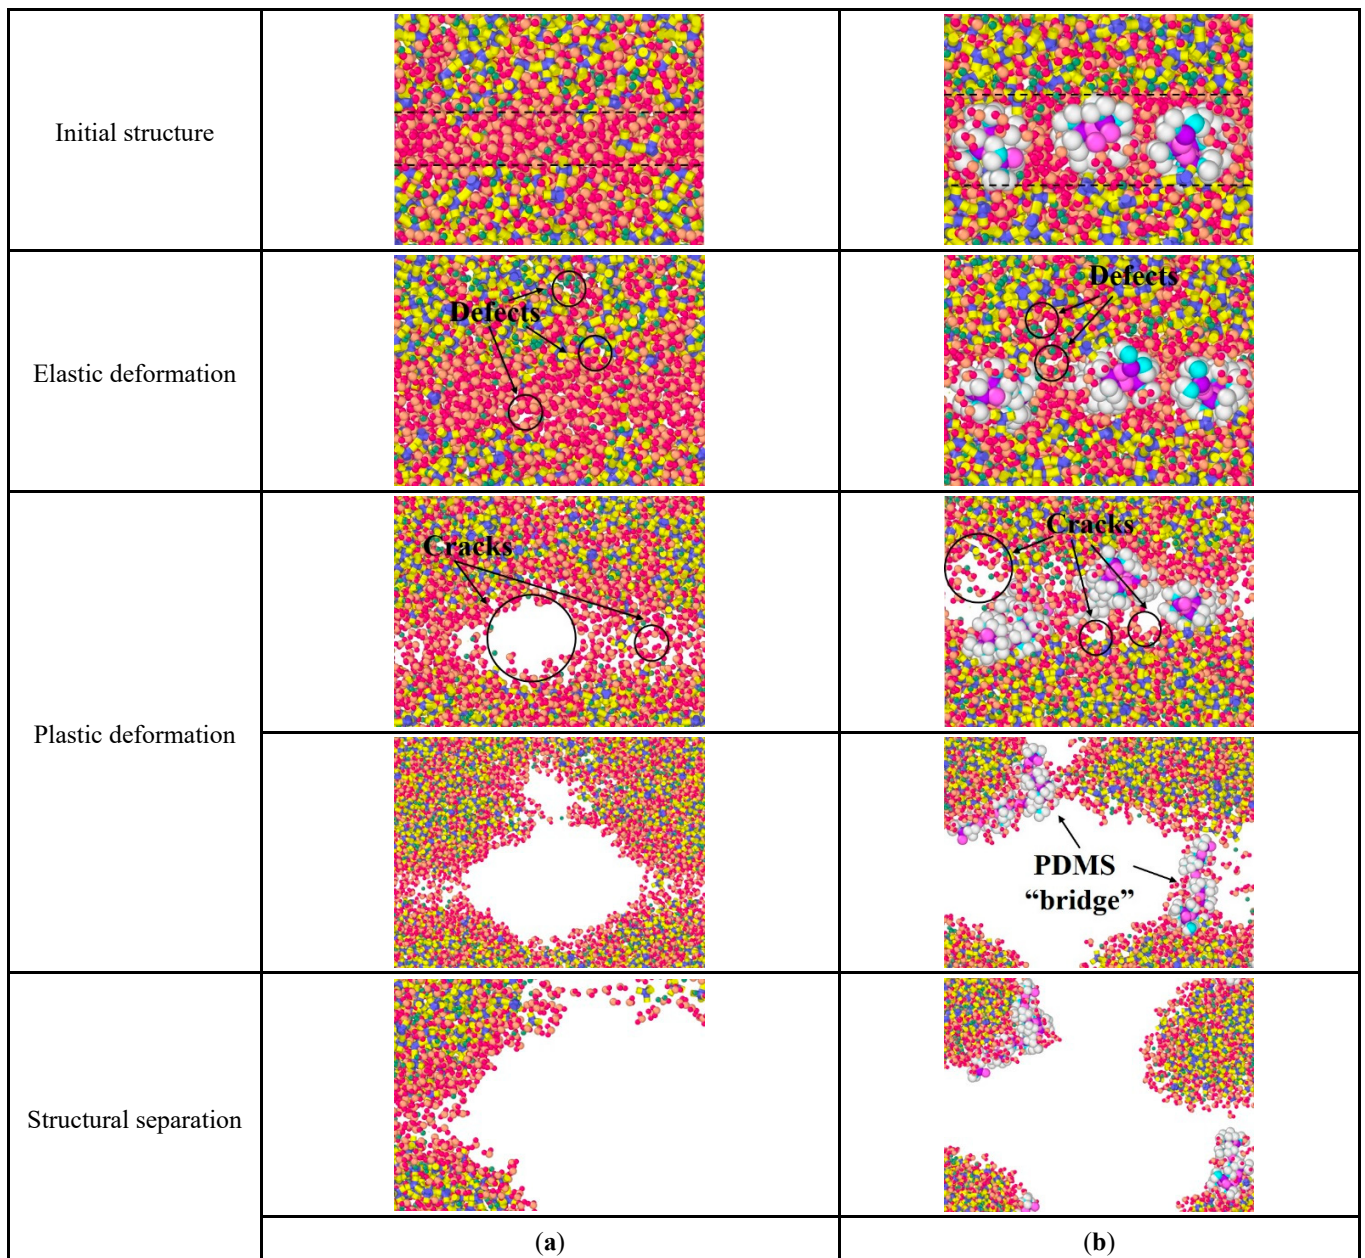 Initial structure
Elastic deformation
Defects
Defects
Plastic deformation
Cracks
Cracks
PDMS
“bridge”
Structural separation
(a)
(b)